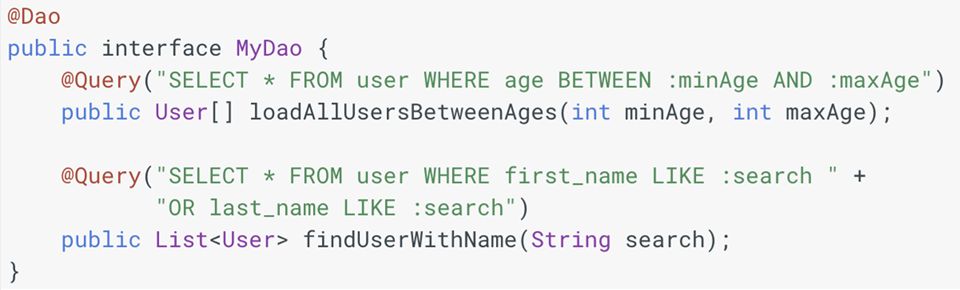 @Dao
public interface MyDao {
    @Query("SELECT * FROM user WHERE age BETWEEN :minAge AND :maxAge")
    public User[] loadAllUsersBetweenAges(int minAge, int maxAge);

    @Query("SELECT * FROM user WHERE first_name LIKE :search " +
           "OR last_name LIKE :search")
    public List<User> findUserWithName(String search);
}